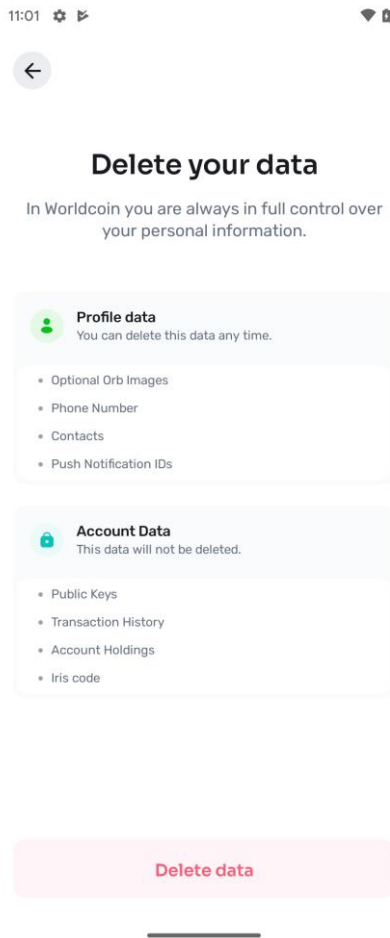 11:01
Delete your data
In Worldcoin you are always in full control over
your personal information.
Profile data
You can delete this data any time.
• Optional Orb Images
• Phone Number
• Contacts
• Push Notification IDs
Account Data
This data will not be deleted.
• Public Keys
• Transaction History
• Account Holdings
• Iris code
Delete data